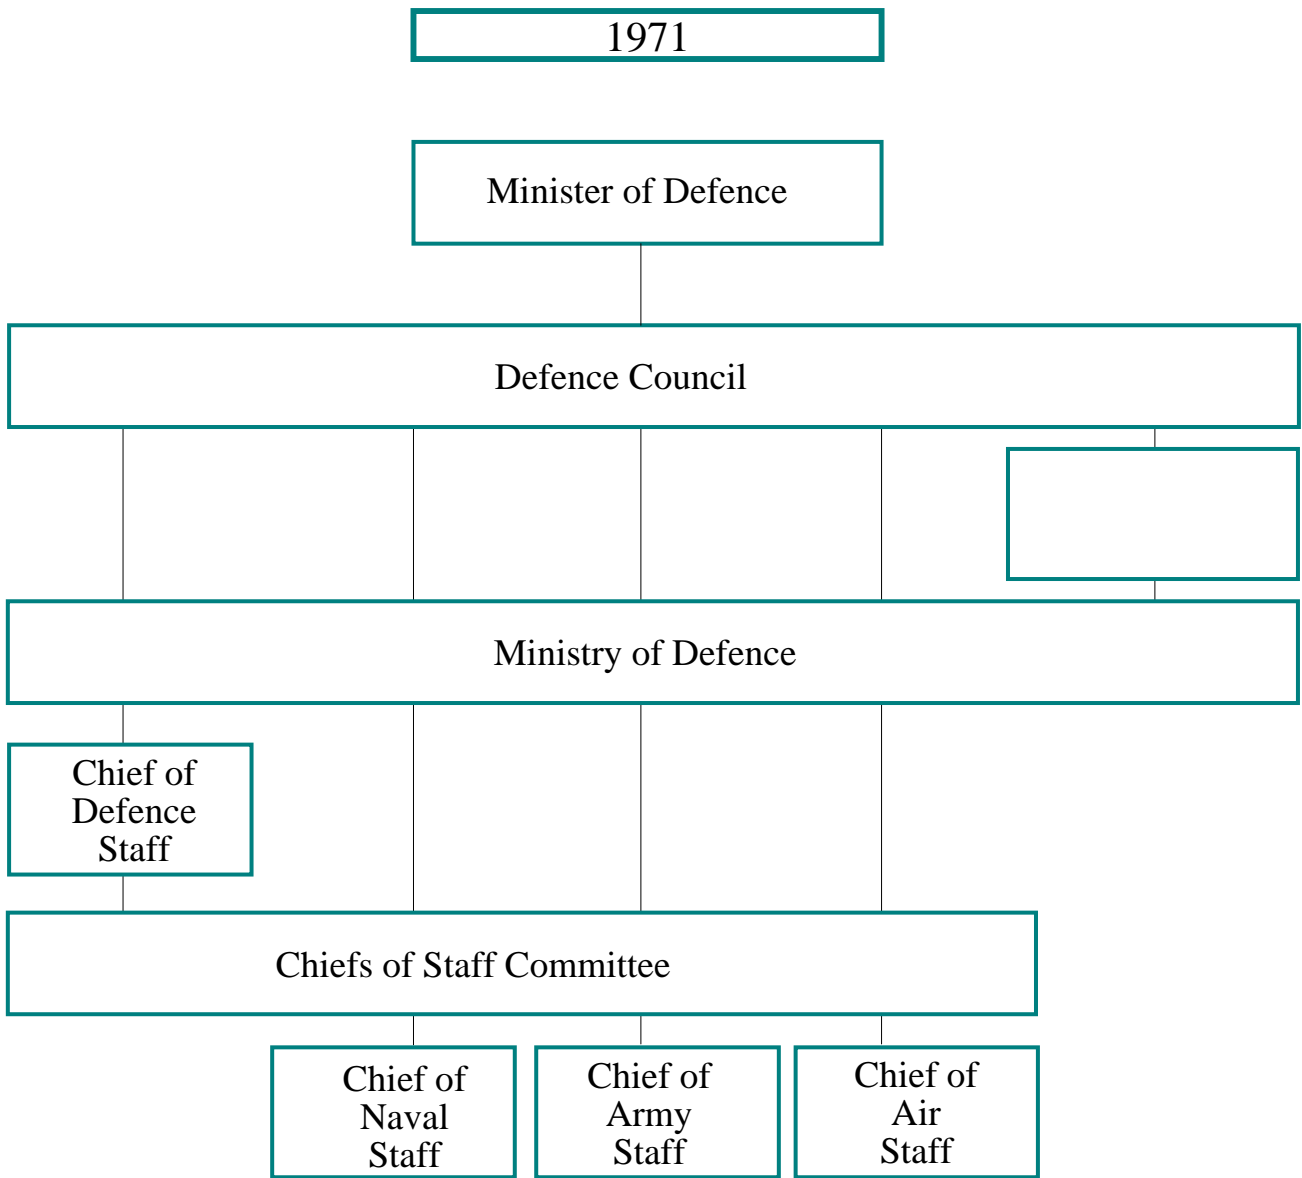 1971
Minister of Defence
Defence Council
Ministry of Defence
Chief of
Defence
Staff
Chiefs of Staff Committee
Chief of
Naval
Staff
Chief of
Army
Staff
Chief of
Air
Staff